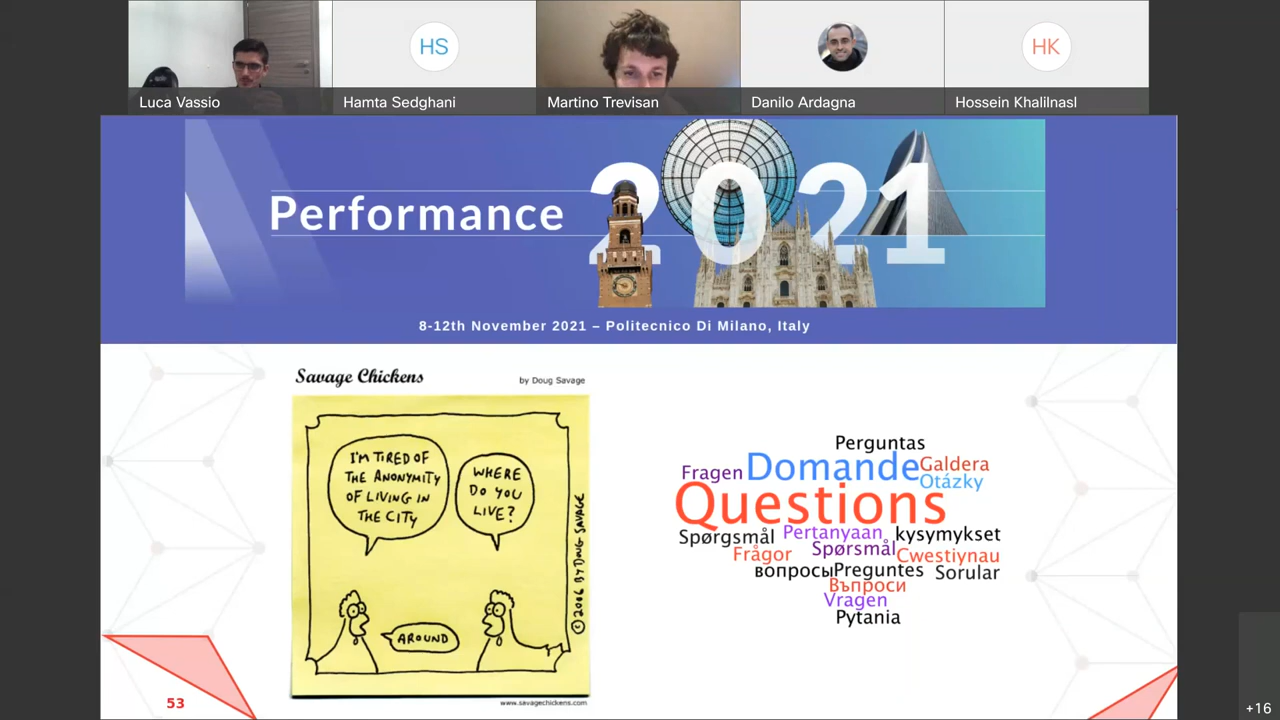 HS
HK
Luca Vassio
Hamta Sedghani
Martino Trevisan
Danilo Ardagna
Hossein Khalilnasl
Performance 2021
8-12th November 2021 – Politecnico Di Milano, Italy
Savage Chickens
by Doug Savage
I'M TIRED OF
THE ANONYMITY
OF LIVING IN
THE CITY
WHERE
DO YOU
LIVE?
AROUND
© 2006 BY DOUG SAVAGE
www.savagechickens.com
Perguntas
Fragen Domande Galdera
Otázky
Questions
Spørgsmål Pertanyaan kysymykset
Frågor Spørsmål Cwestiynau
вопросы Preguntes Sorular
Въпроси
Vragen
Pytania
53
+16